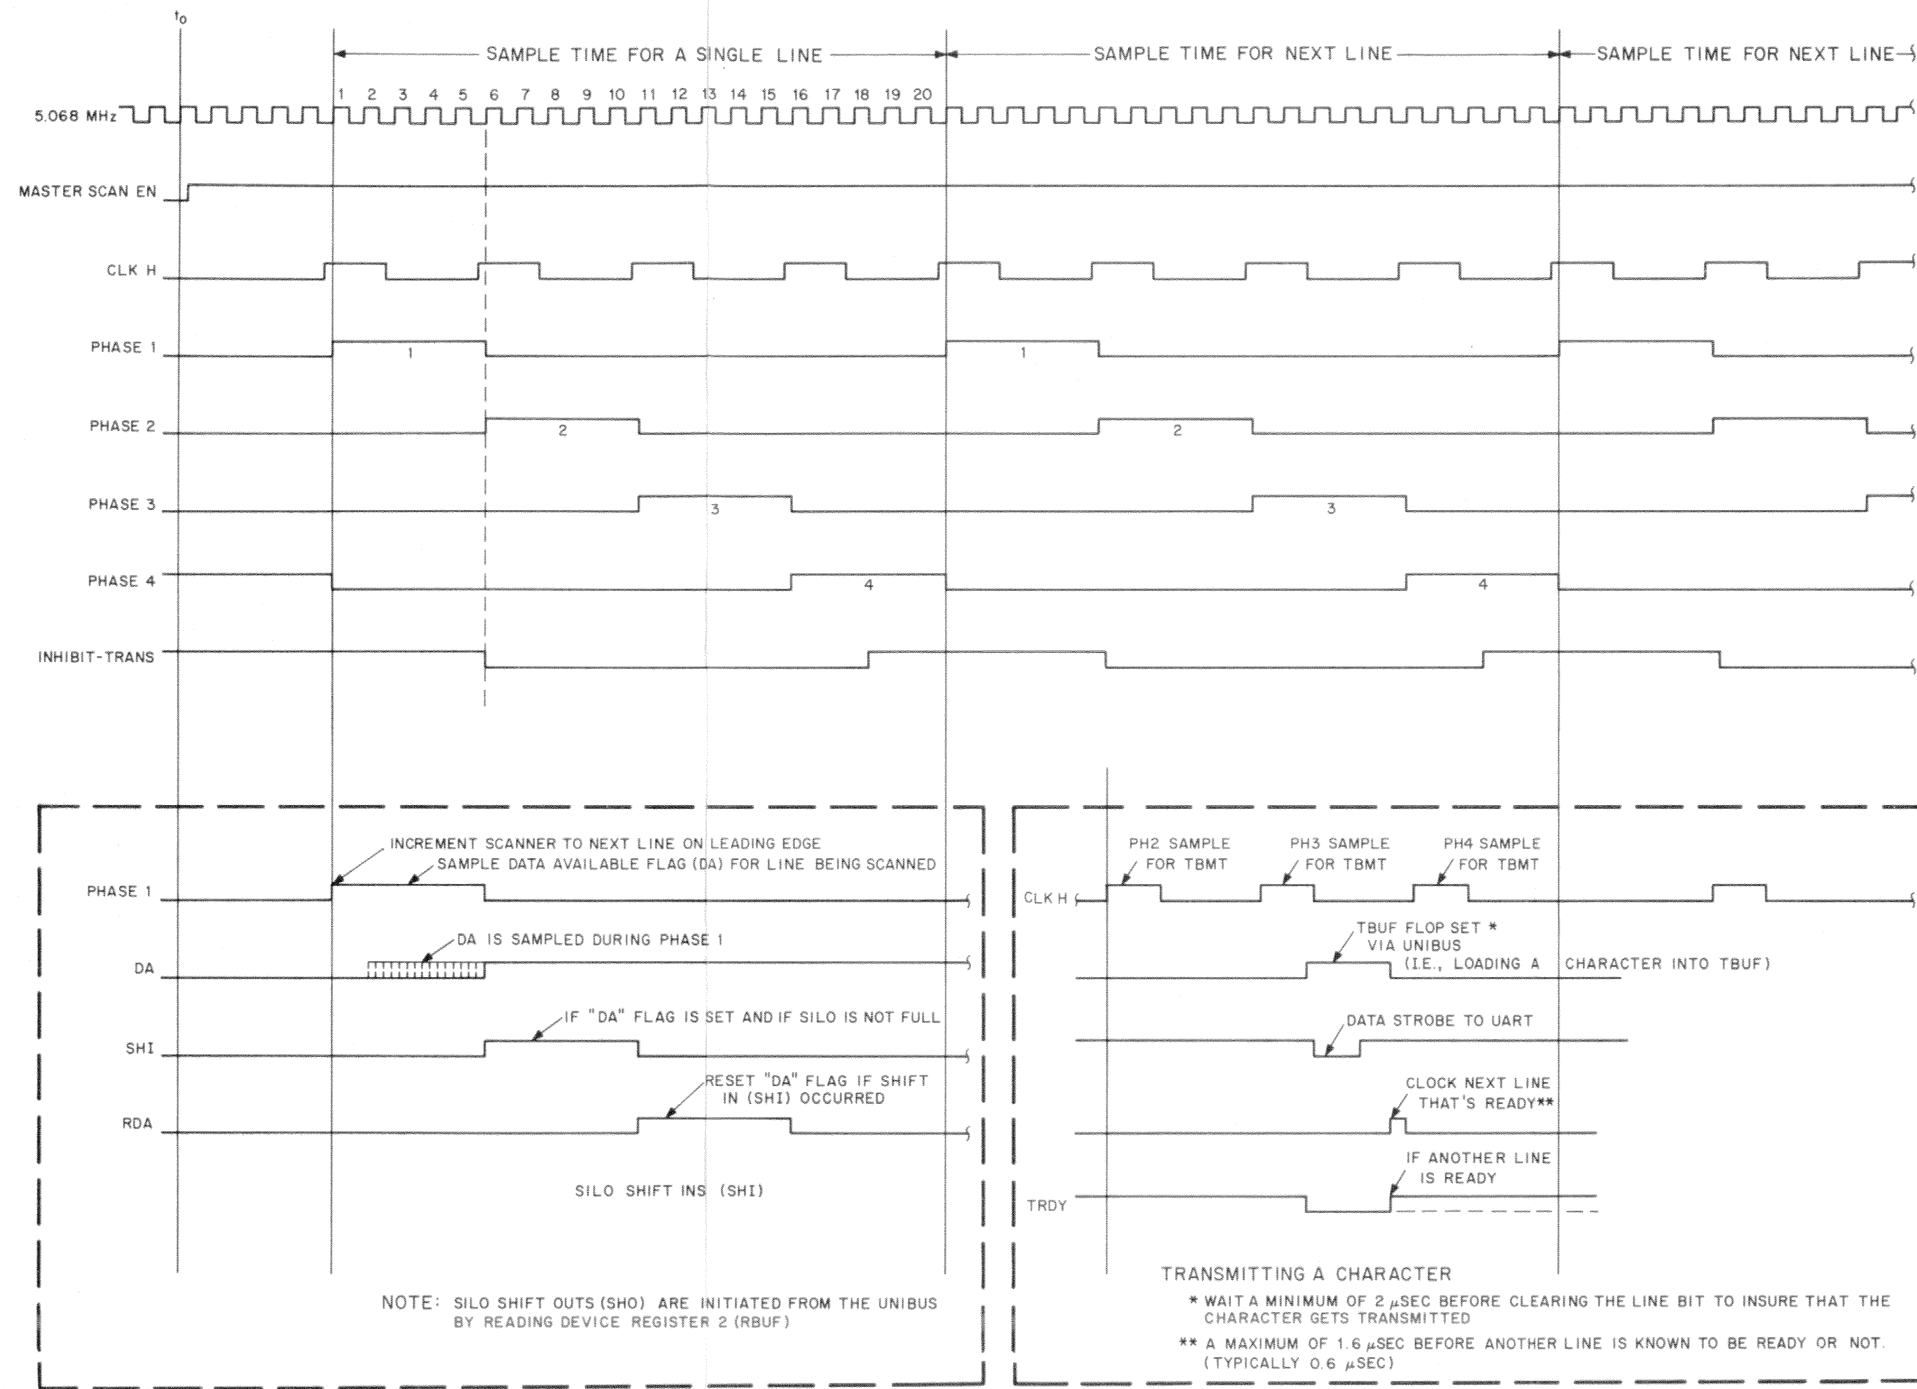 t0
SAMPLE TIME FOR A SINGLE LINE
SAMPLE TIME FOR NEXT LINE
SAMPLE TIME FOR NEXT LINE
1 2 3 4 5 6 7 8 9 10 11 12 13 14 15 16 17 18 19 20
5.068 MHz
MASTER SCAN EN
CLK H
PHASE 1
1
1
PHASE 2
2
2
PHASE 3
3
3
PHASE 4
4
4
INHIBIT-TRANS
INCREMENT SCANNER TO NEXT LINE ON LEADING EDGE
SAMPLE DATA AVAILABLE FLAG (DA) FOR LINE BEING SCANNED
PHASE 1
DA IS SAMPLED DURING PHASE 1
DA
IF "DA" FLAG IS SET AND IF SILO IS NOT FULL
SHI
RESET "DA" FLAG IF SHIFT
IN (SHI) OCCURRED
RDA
SILO SHIFT INS (SHI)
NOTE: SILO SHIFT OUTS (SHO) ARE INITIATED FROM THE UNIBUS
BY READING DEVICE REGISTER 2 (RBUF)
PH2 SAMPLE
FOR TBMT
PH3 SAMPLE
FOR TBMT
PH4 SAMPLE
FOR TBMT
CLK H
TBUF FLOP SET *
VIA UNIBUS
(I.E., LOADING A CHARACTER INTO TBUF)
DATA STROBE TO UART
CLOCK NEXT LINE
THAT'S READY**
IF ANOTHER LINE
IS READY
TRDY
TRANSMITTING A CHARACTER
* WAIT A MINIMUM OF 2 μSEC BEFORE CLEARING THE LINE BIT TO INSURE THAT THE
CHARACTER GETS TRANSMITTED
** A MAXIMUM OF 1.6 μSEC BEFORE ANOTHER LINE IS KNOWN TO BE READY OR NOT.
(TYPICALLY 0.6 μSEC)